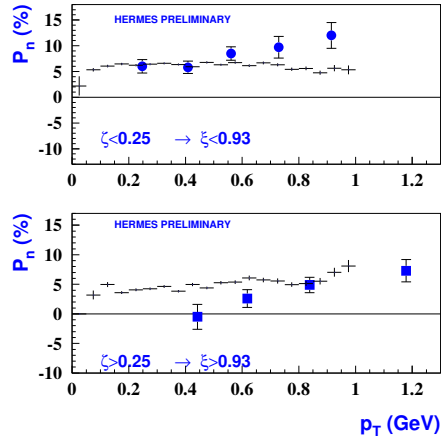 HERMES PRELIMINARY
P_n (%)
15
10
5
0
-5
-10
ζ<0.25 → ξ<0.93
0 0.2 0.4 0.6 0.8 1 1.2
HERMES PRELIMINARY
P_n (%)
15
10
5
0
-5
-10
ζ>0.25 → ξ>0.93
0 0.2 0.4 0.6 0.8 1 1.2
p_T (GeV)